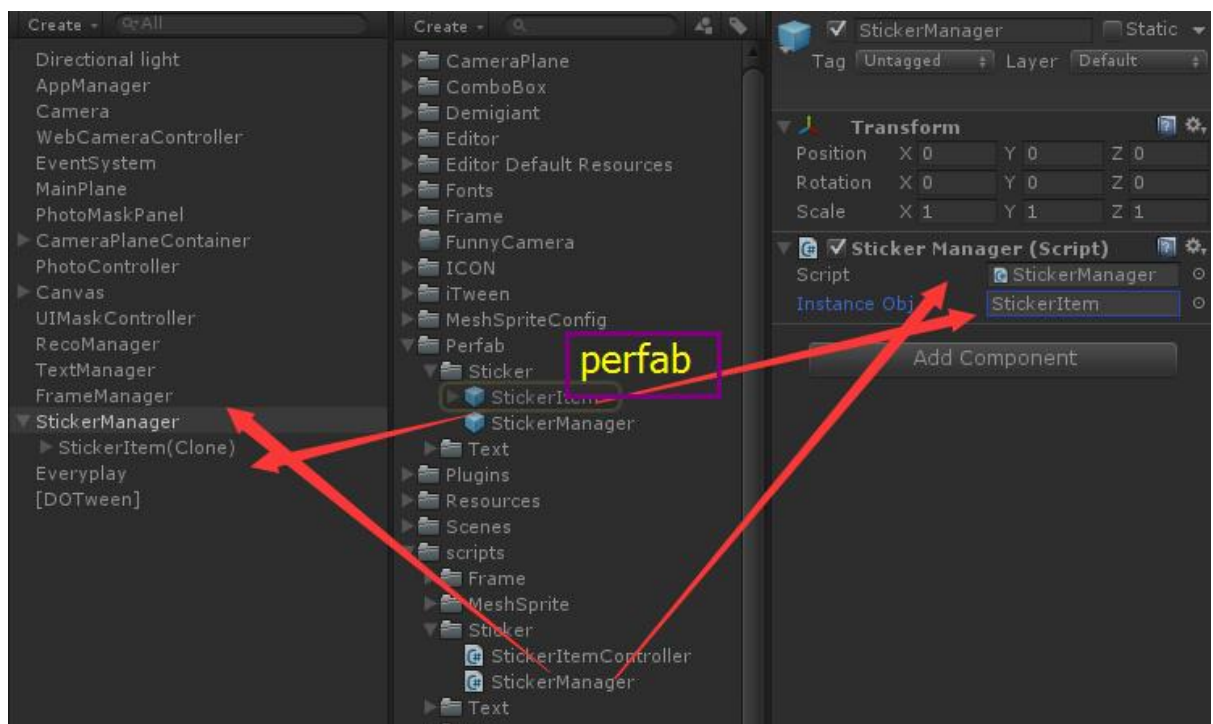 Create
All
Directional light
AppManager
Camera
WebCameraController
EventSystem
MainPlane
PhotoMaskPanel
CameraPlaneContainer
PhotoController
Canvas
UIMaskController
RecoManager
TextManager
FrameManager
StickerManager
StickerItem(Clone)
Everyplay
[DOTween]
Create
CameraPlane
ComboBox
Demigiant
Editor
Editor Default Resources
Fonts
Frame
FunnyCamera
ICON
iTween
MeshSpriteConfig
Perfab
Sticker
StickerItem
StickerManager
Text
Plugins
Resources
Scenes
scripts
Frame
MeshSprite
Sticker
StickerItemController
StickerManager
Text
perfab
StickerManager Static
Tag Untagged Layer Default
Transform
Position X 0 Y 0 Z 0
Rotation X 0 Y 0 Z 0
Scale X 1 Y 1 Z 1
Sticker Manager (Script)
Script StickerManager
Instance Obj StickerItem
Add Component